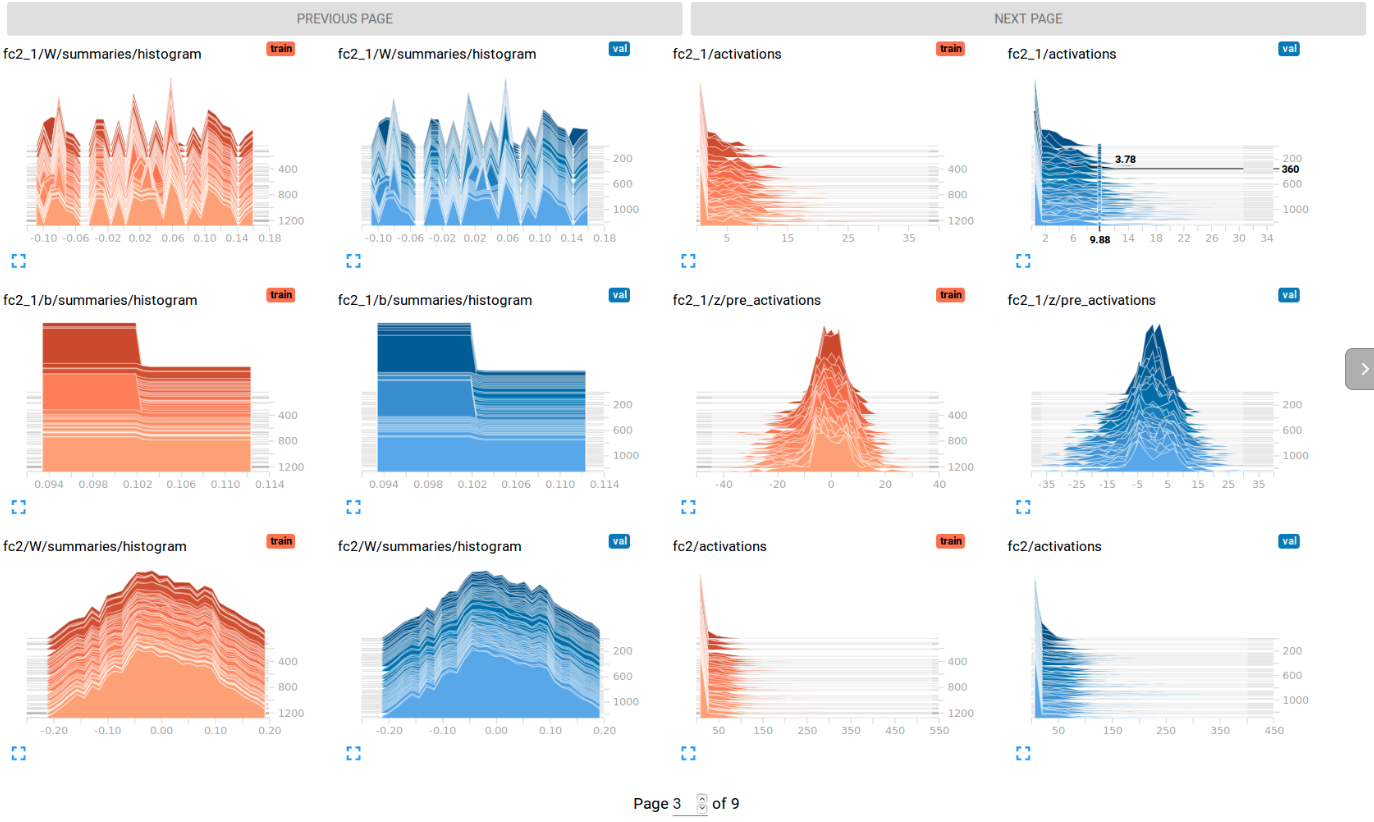 PREVIOUS PAGE NEXT PAGE
fc2_1/W/summaries/histogram train fc2_1/W/summaries/histogram val fc2_1/activations train fc2_1/activations val
400 800 1200
-0.10 -0.06 -0.02 0.02 0.06 0.10 0.14 0.18
200 600 1000
-0.10 -0.06 -0.02 0.02 0.06 0.10 0.14 0.18
400 800 1200
5 15 25 35
3.78
200 360 600 1000
2 6 9.88 14 18 22 26 30 34
fc2_1/b/summaries/histogram train fc2_1/b/summaries/histogram val fc2_1/z/pre_activations train fc2_1/z/pre_activations val
400 800 1200
0.094 0.098 0.102 0.106 0.110 0.114
200 600 1000
0.094 0.098 0.102 0.106 0.110 0.114
400 800 1200
-40 -20 0 20 40
200 600 1000
-35 -25 -15 -5 5 15 25 35
fc2/W/summaries/histogram train fc2/W/summaries/histogram val fc2/activations train fc2/activations val
400 800 1200
-0.20 -0.10 0.00 0.10 0.20
200 600 1000
-0.20 -0.10 0.00 0.10 0.20
400 800 1200
50 150 250 350 450 550
200 600 1000
50 150 250 350 450
Page 3 of 9